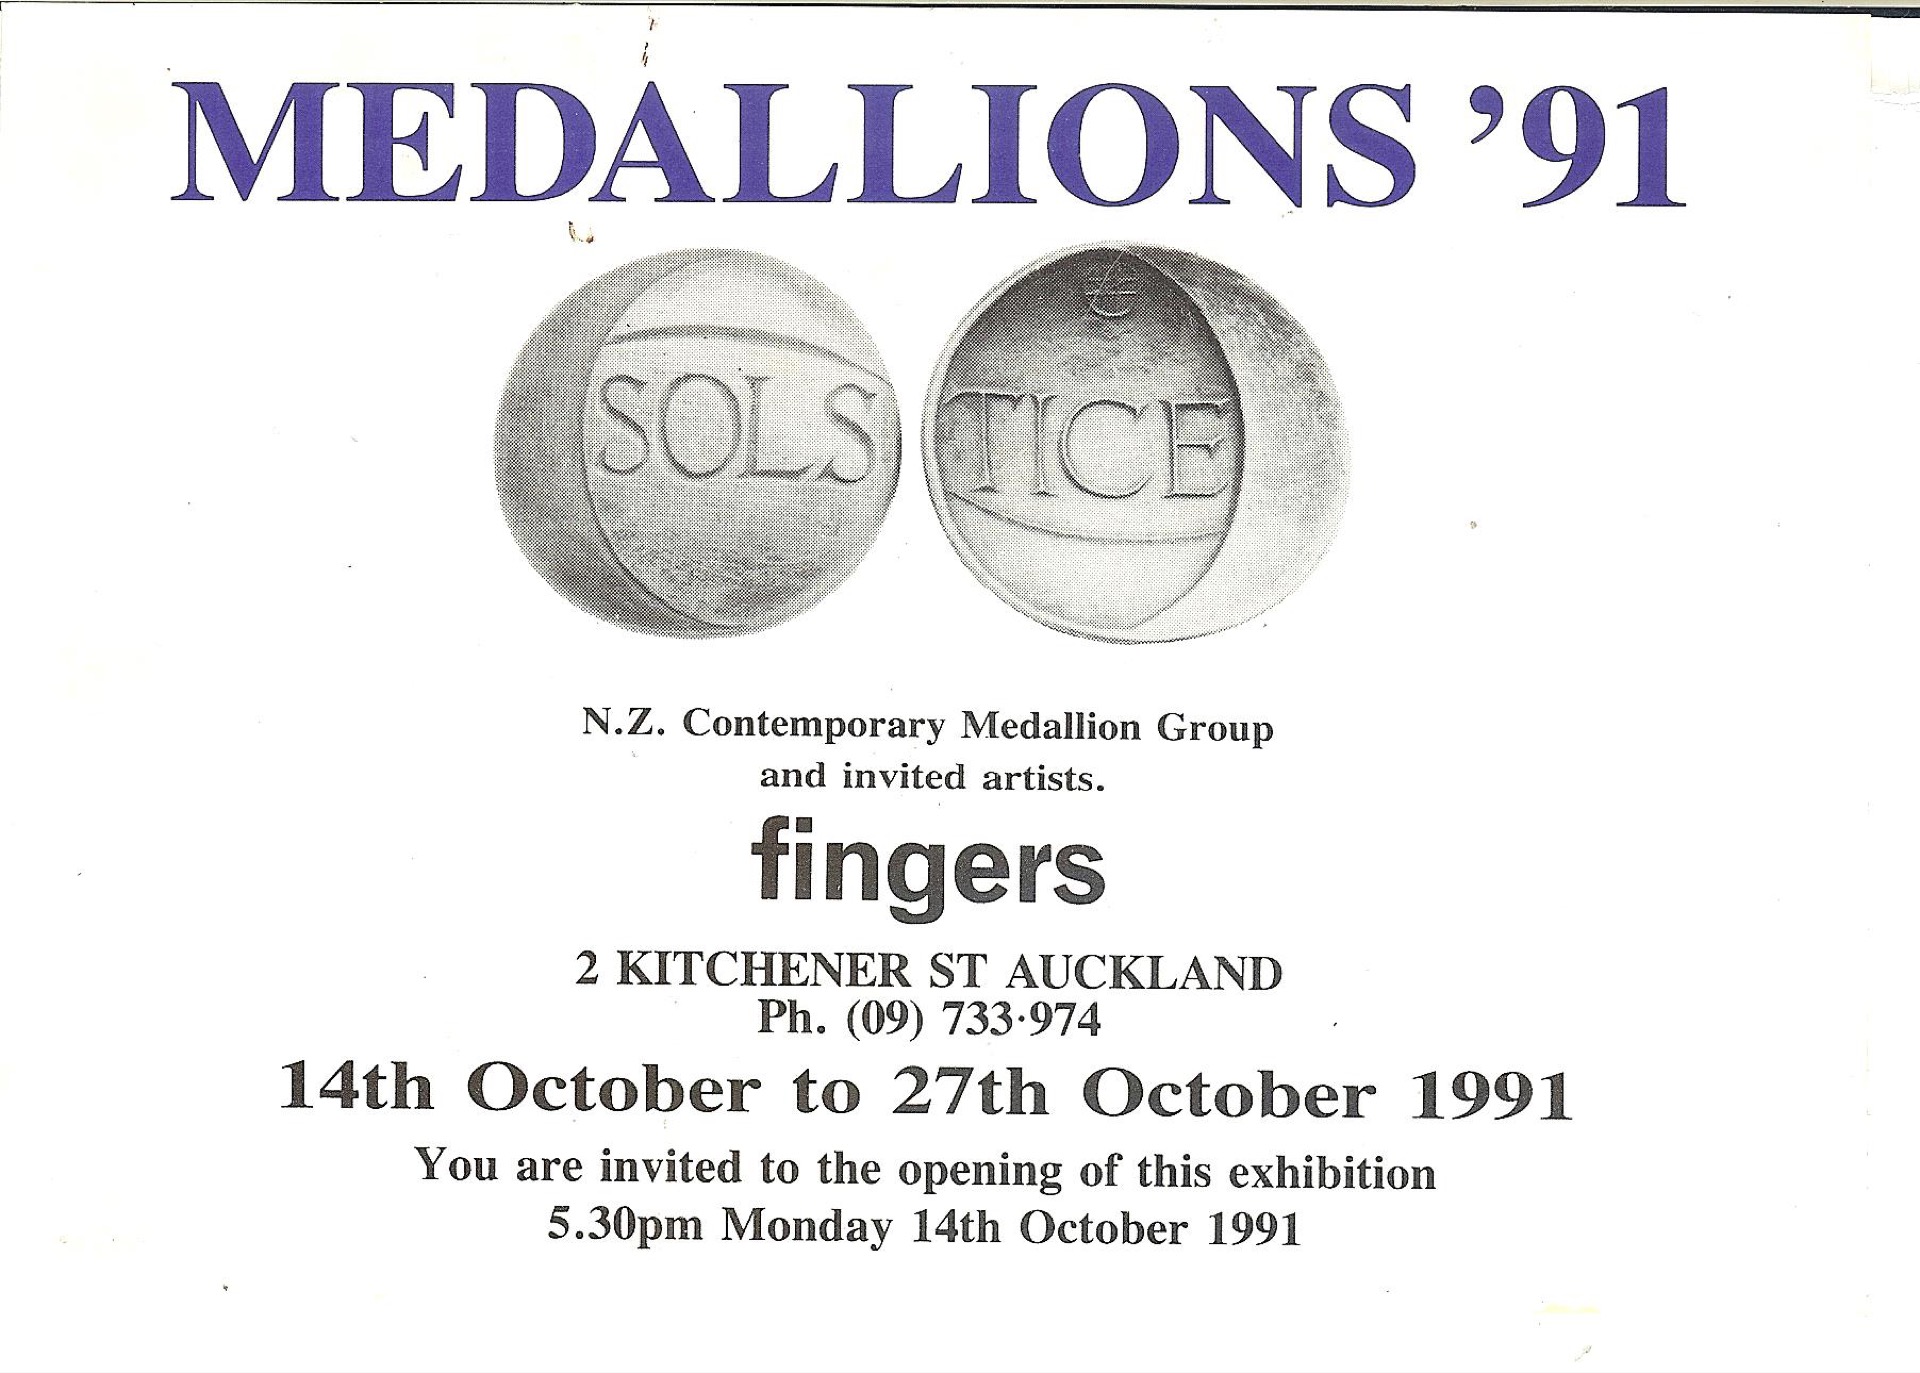 MEDALLIONS '91
SOLS TICE
N.Z. Contemporary Medallion Group
and invited artists.
fingers
2 KITCHENER ST AUCKLAND
Ph. (09) 733·974
14th October to 27th October 1991
You are invited to the opening of this exhibition
5.30pm Monday 14th October 1991